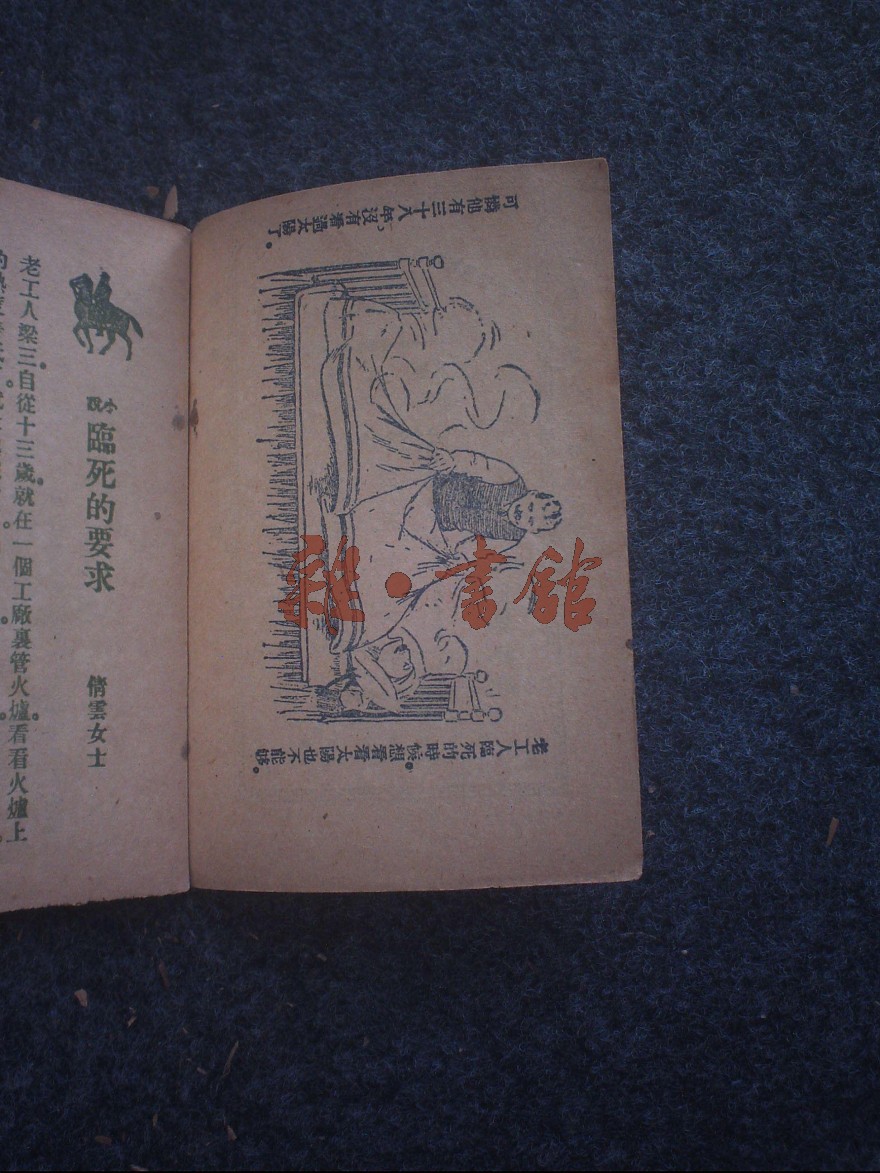 可憐他有三十八年。沒有看過太陽了。
老工人臨死的時候。想看看太陽也不能够。
雜·書館
小說
臨死的要求
倩雲女士
老工人梁三。自從十三歲。就在一個工廠裏管火爐。看看火爐上